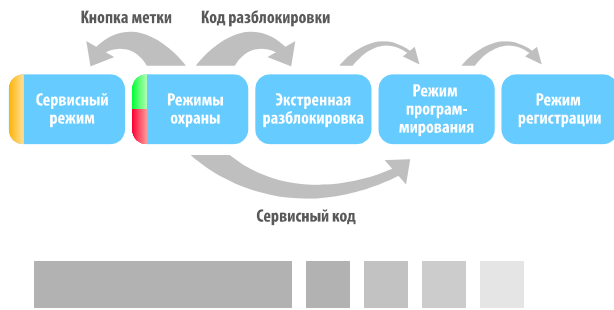 Кнопка метки
Код разблокировки
Сервисный
режим
Режимы
охраны
Экстренная
разблокировка
Режим
програм-
мирования
Режим
регистрации
Сервисный код